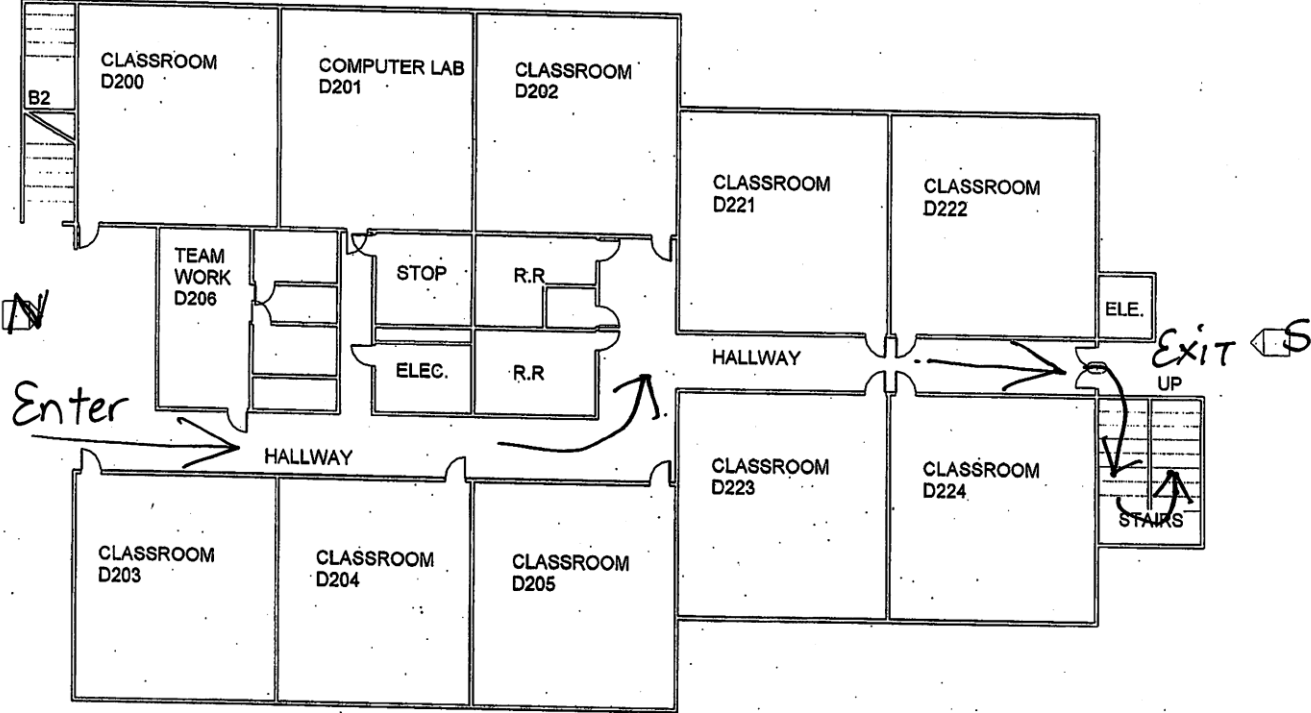 CLASSROOM
D200
COMPUTER LAB
D201
CLASSROOM
D202
B2
CLASSROOM
D221
CLASSROOM
D222
TEAM
WORK
D206
STOP
R.R
N
ELE.
Exit
S
HALLWAY
UP
ELEC.
R.R
Enter
HALLWAY
CLASSROOM
D223
CLASSROOM
D224
STAIRS
CLASSROOM
D203
CLASSROOM
D204
CLASSROOM
D205